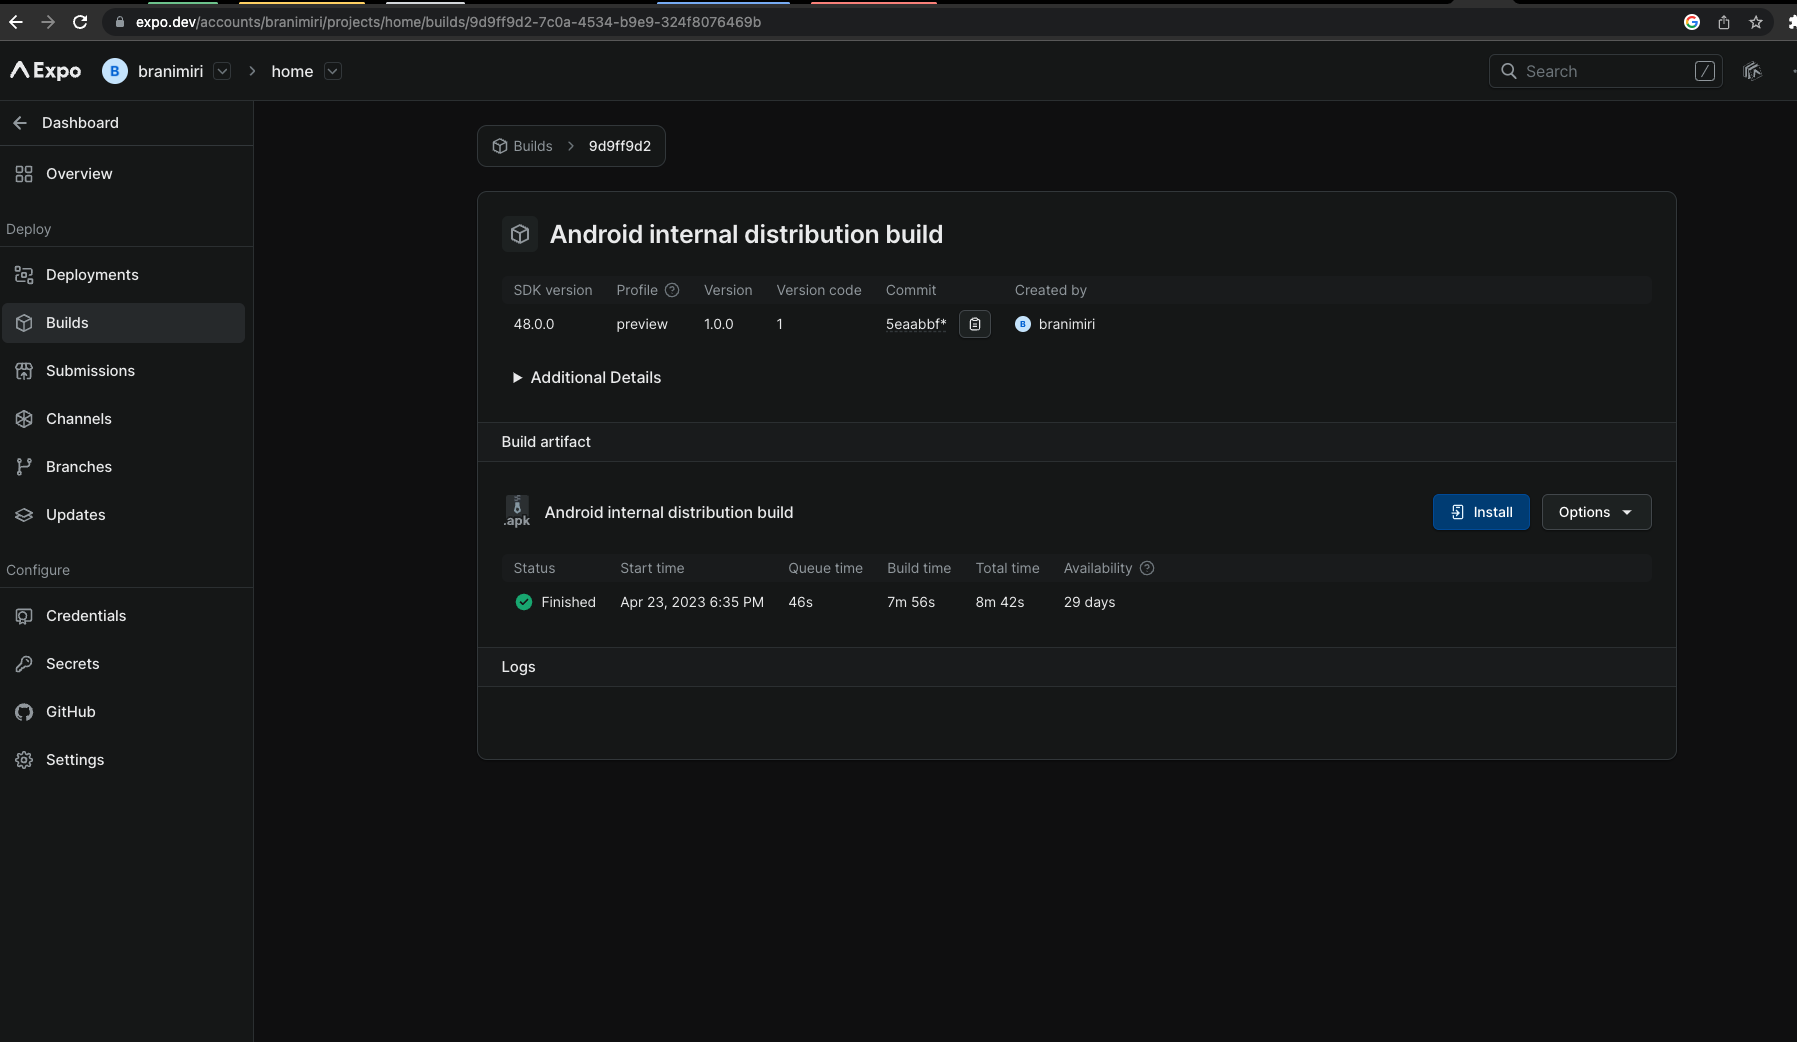 expo.dev/accounts/branimiri/projects/home/builds/9d9ff9d2-7c0a-4534-b9e9-324f8076469b
Expo B branimiri home Search /
Dashboard
Overview
Deploy
Deployments
Builds
Submissions
Channels
Branches
Updates
Configure
Credentials
Secrets
GitHub
Settings
Builds 9d9ff9d2
Android internal distribution build
SDK version Profile Version Version code Commit Created by
48.0.0 preview 1.0.0 1 5eaabbf* B branimiri
Additional Details
Build artifact
.apk Android internal distribution build Install Options
Status Start time Queue time Build time Total time Availability
Finished Apr 23, 2023 6:35 PM 46s 7m 56s 8m 42s 29 days
Logs